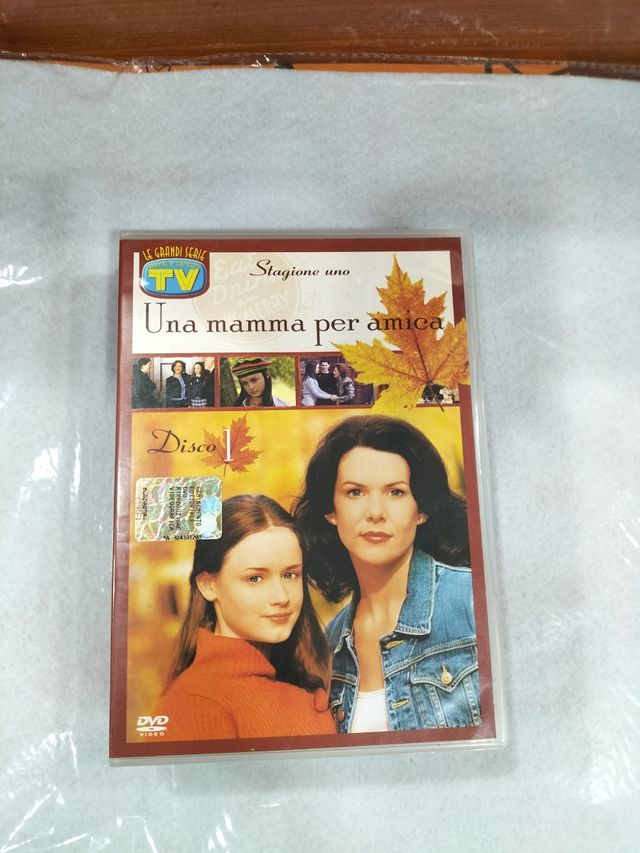 LE GRANDI SERIE
TV
Stagione uno
Una mamma per amica
Disco 1
DVD
VIDEO